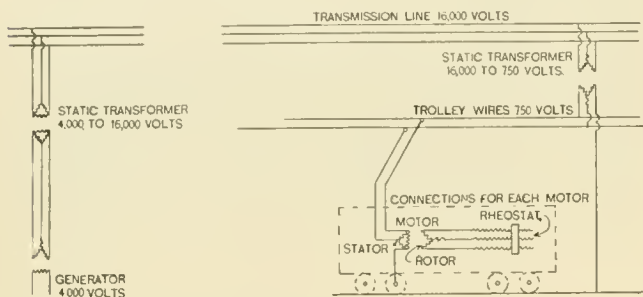 TRANSMISSION LINE 16,000 VOLTS
STATIC TRANSFORMER
16,000 TO 750 VOLTS.
STATIC TRANSFORMER
4,000 TO 16,000 VOLTS
TROLLEY WIRES 750 VOLTS
CONNECTIONS FOR EACH MOTOR
MOTOR
RHEOSTAT
STATOR
ROTOR
GENERATOR
4,000 VOLTS